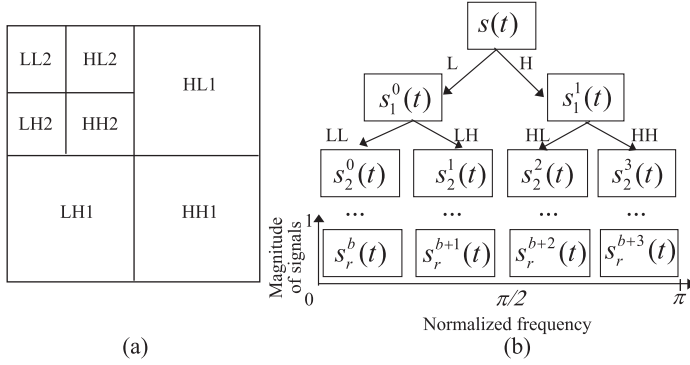 LL2 HL2
HL1
LH2 HH2
LH1 HH1
(a)
s(t)
L H
s_1^0(t) s_1^1(t)
LL LH HL HH
s_2^0(t) s_2^1(t) s_2^2(t) s_2^3(t)
... ... ... ...
s_r^b(t) s_r^{b+1}(t) s_r^{b+2}(t) s_r^{b+3}(t)
Magnitude
of signals
1
0 π/2 π
Normalized frequency
(b)